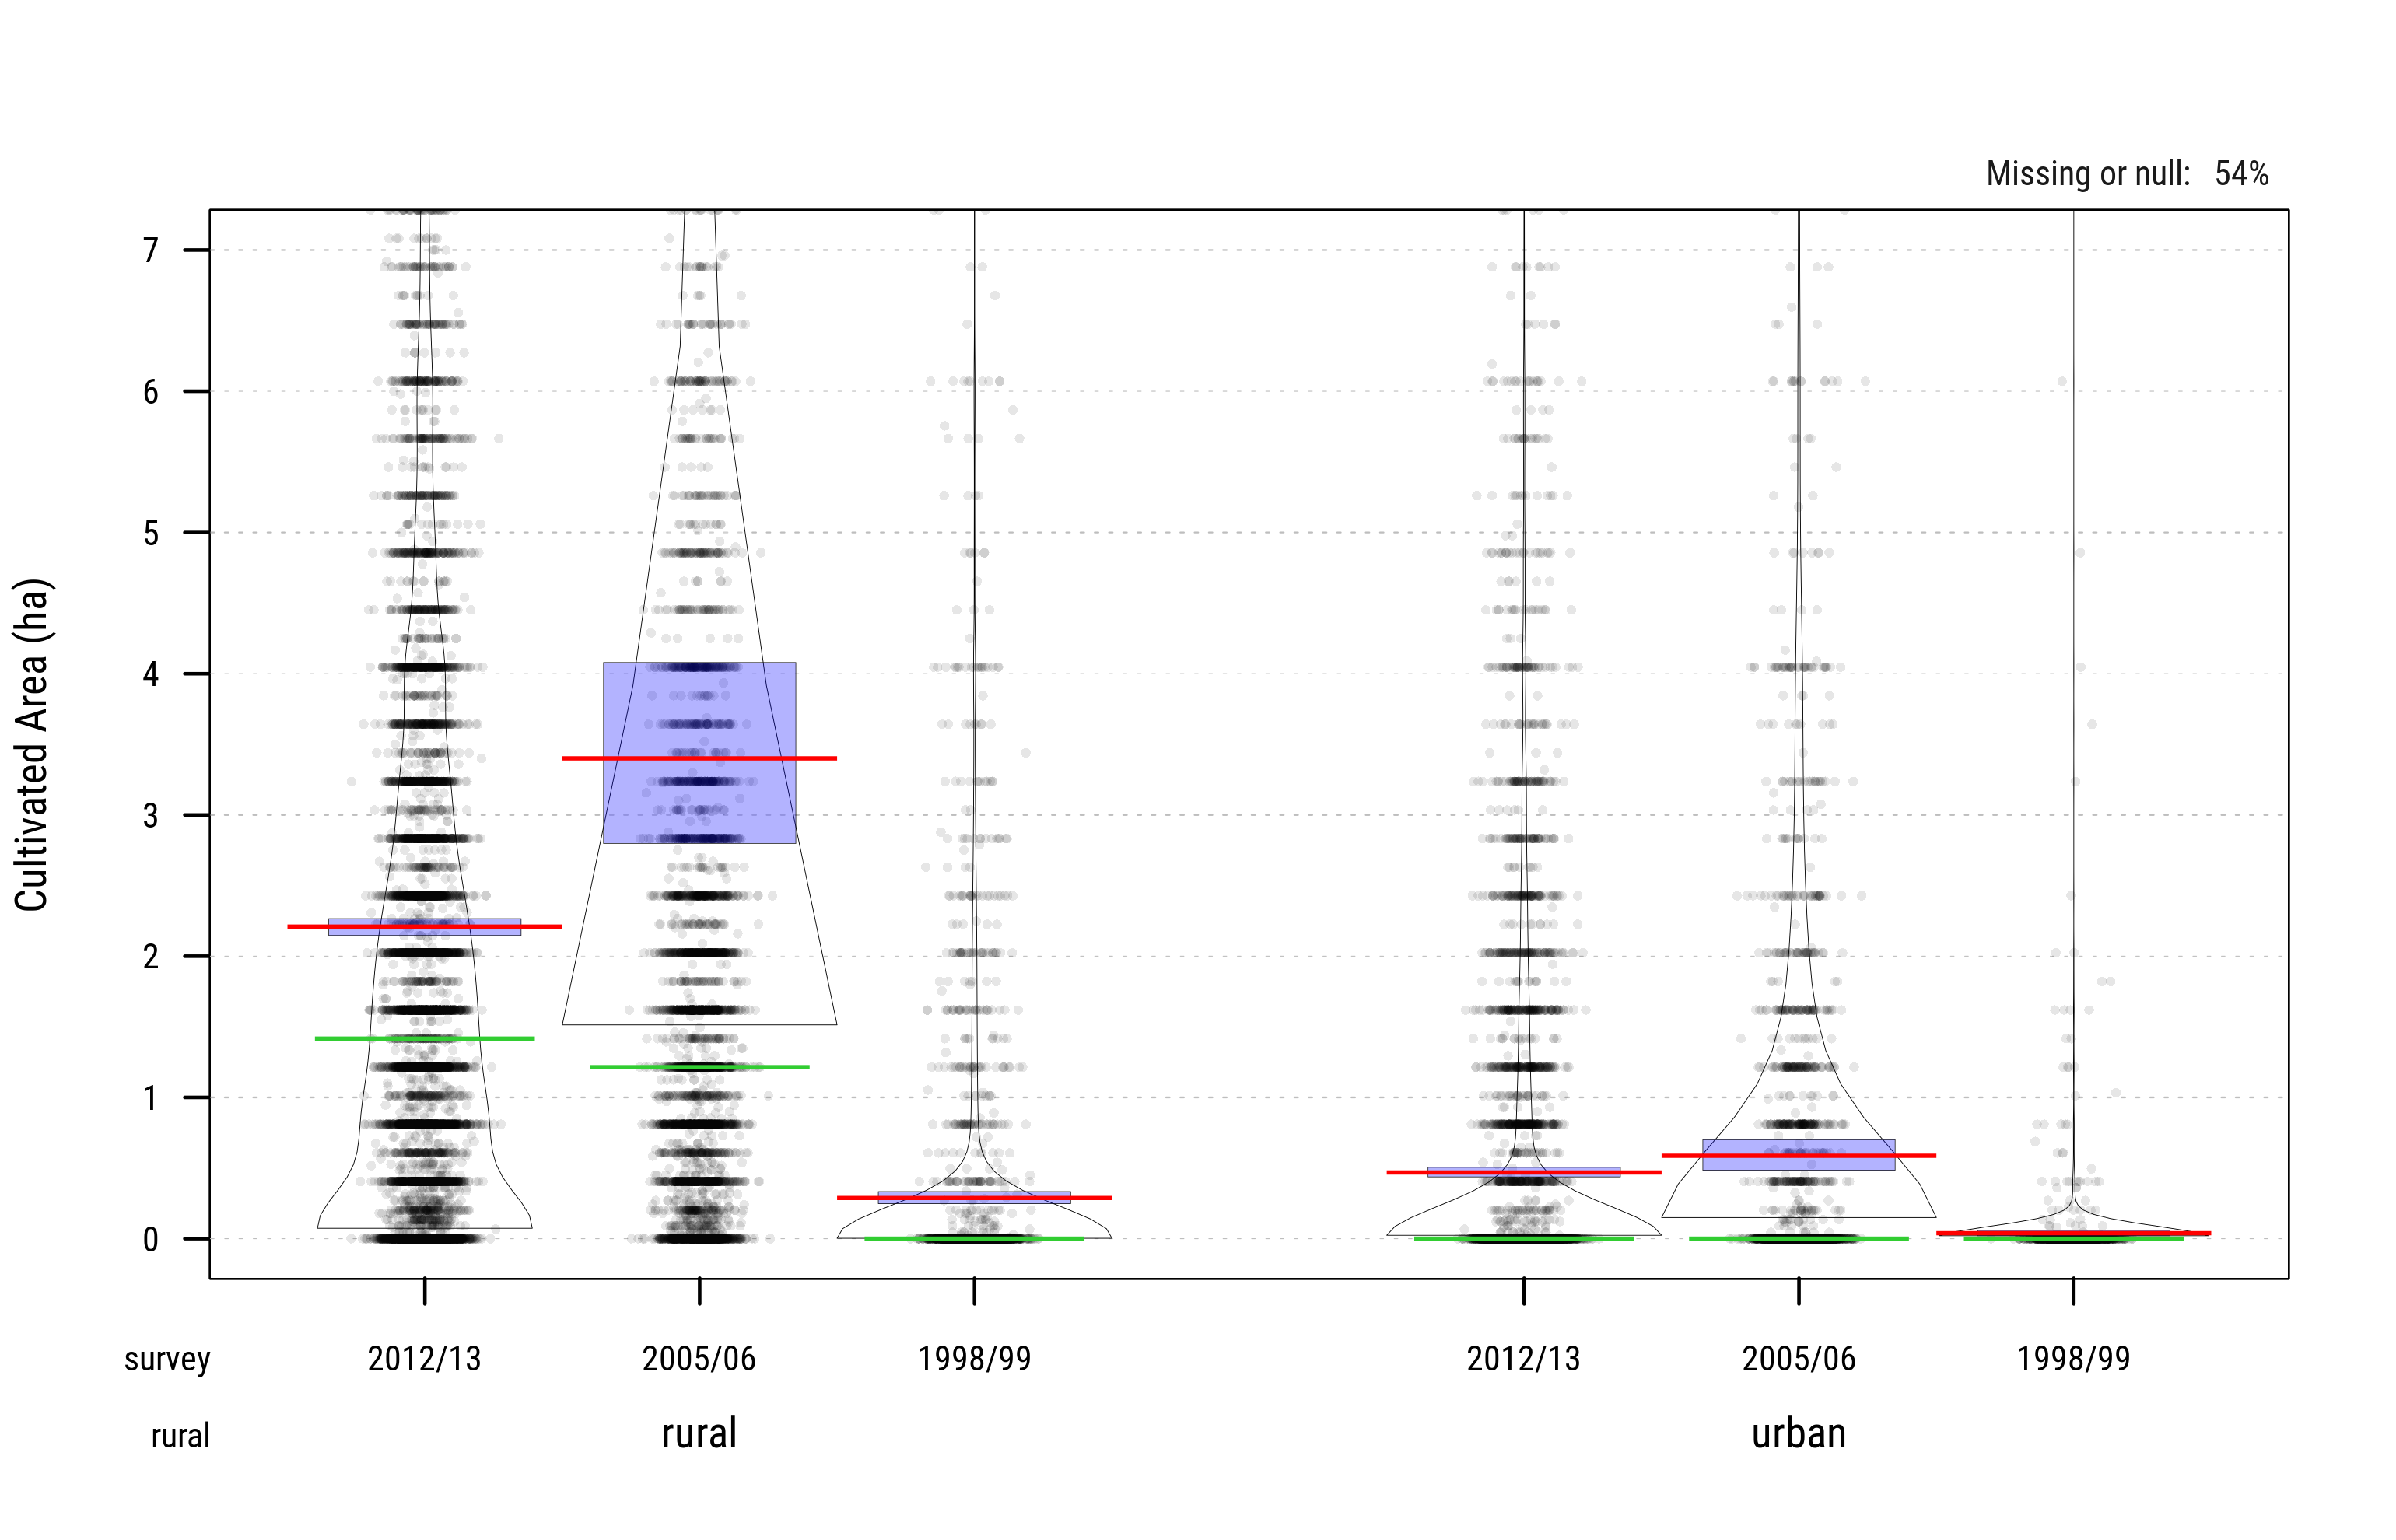 Missing or null: 54%
Cultivated Area (ha)
7
6
5
4
3
2
1
0
survey 2012/13 2005/06 1998/99 2012/13 2005/06 1998/99
rural rural urban